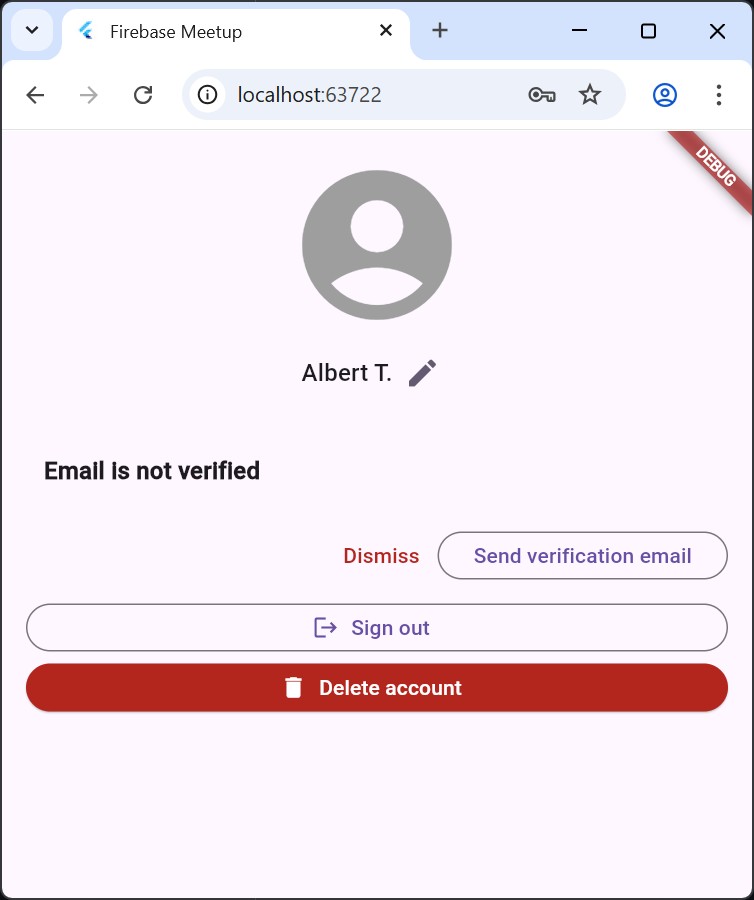 Firebase Meetup
localhost:63722
DEBUG
Albert T.
Email is not verified
Dismiss
Send verification email
Sign out
Delete account